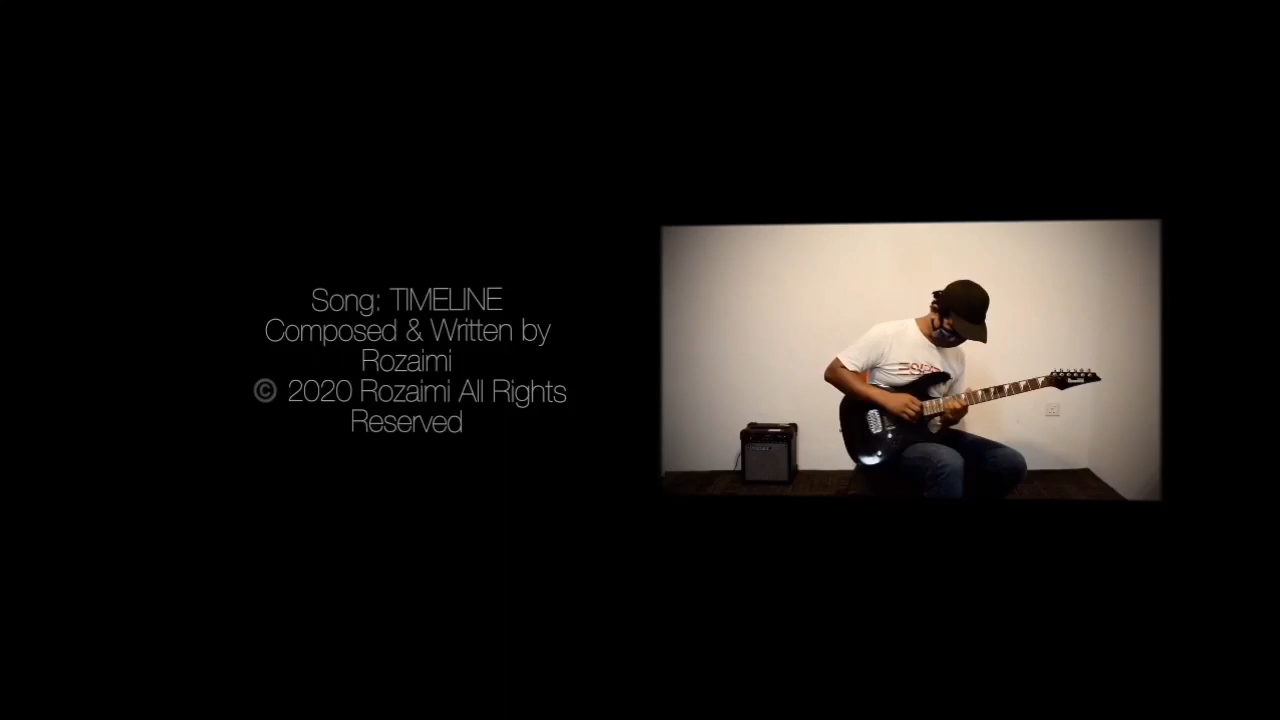 Song: TIMELINE
Composed & Written by
Rozaimi
© 2020 Rozaimi All Rights
Reserved